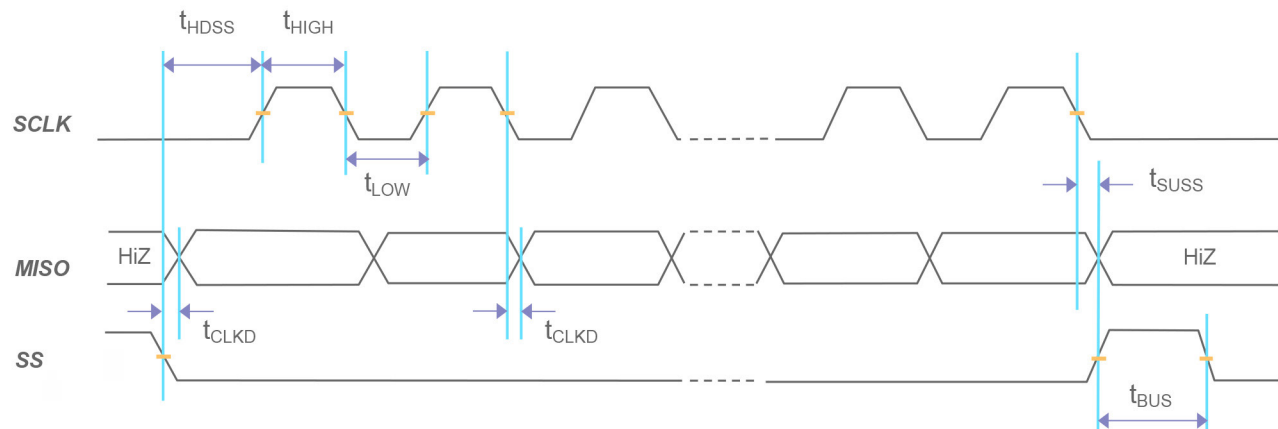 tHDSS tHIGH
SCLK
tLOW
tSUSS
HiZ
HiZ
MISO
tCLKD
tCLKD
SS
tBUS